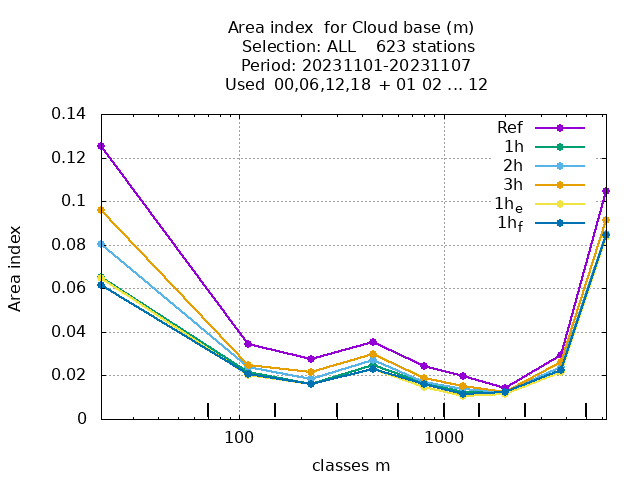 Area index  for Cloud base (m)
Selection: ALL    623 stations
Period: 20231101-20231107
Used  00,06,12,18 + 01 02 ... 12
0.14
0.12
0.1
0.08
0.06
0.04
0.02
0
Area index
100
1000
classes m
Ref
1h
2h
3h
1hₑ
1h_f